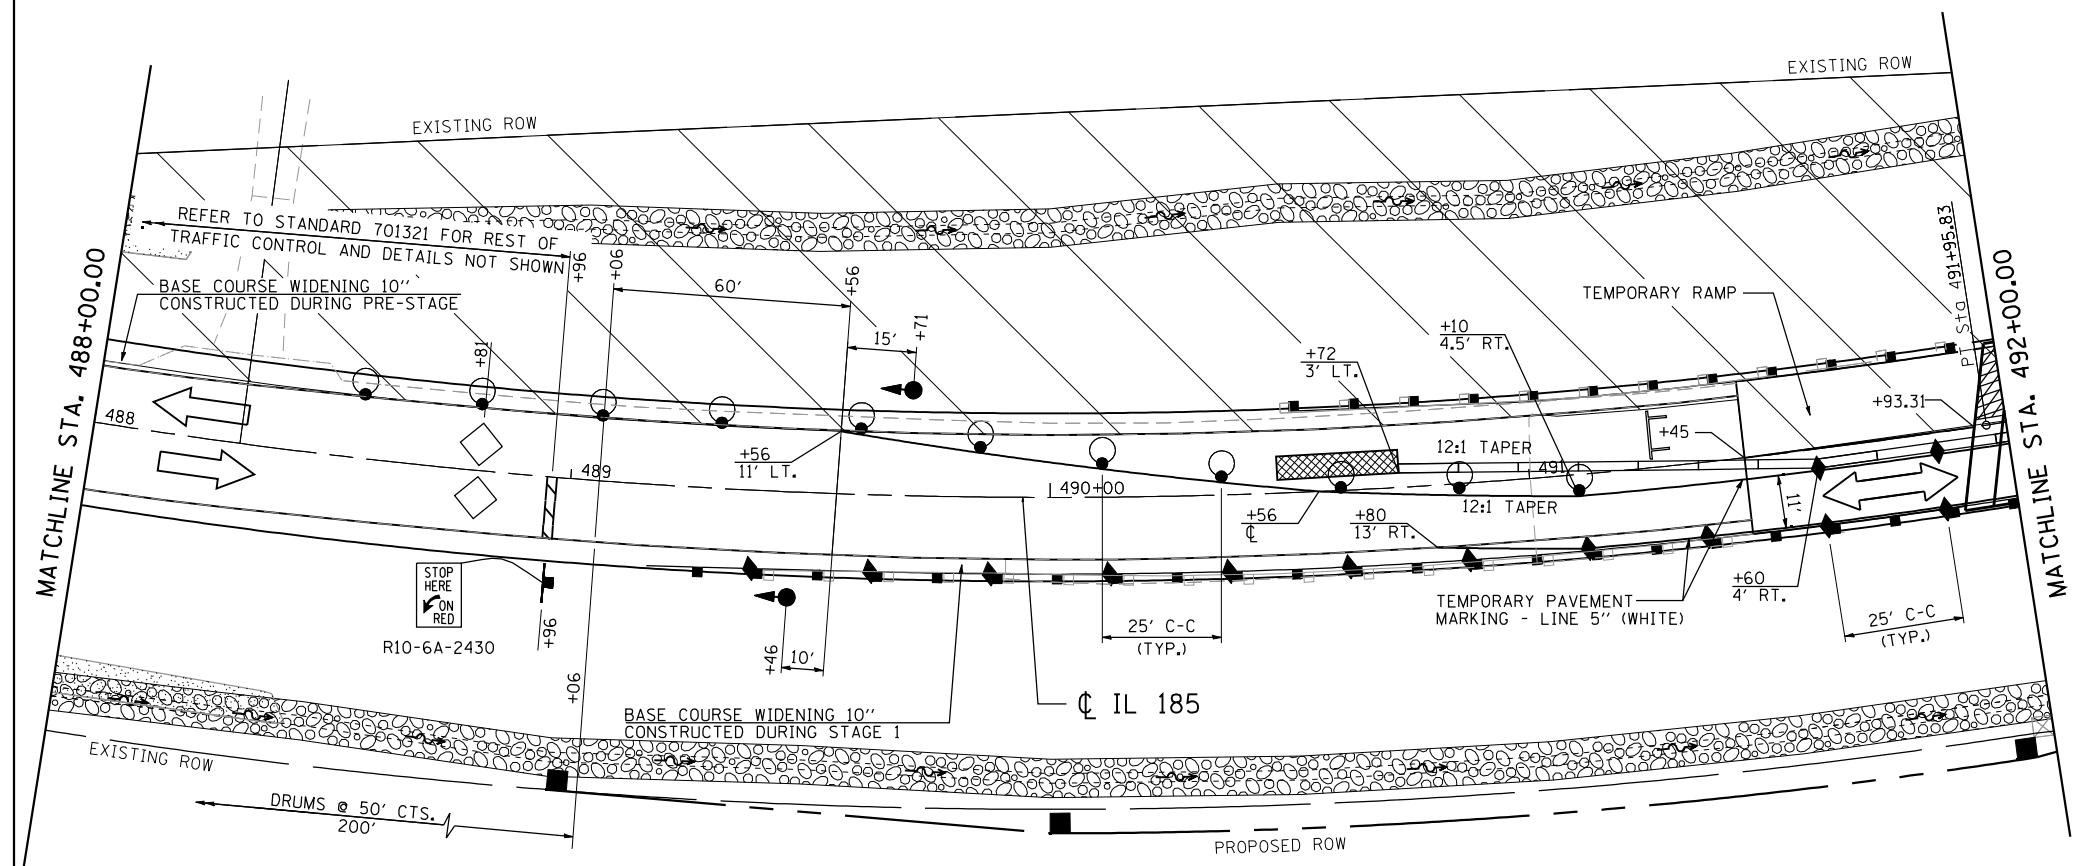 EXISTING ROW
EXISTING ROW
REFER TO STANDARD 701321 FOR REST OF
TRAFFIC CONTROL AND DETAILS NOT SHOWN
BASE COURSE WIDENING 10"
CONSTRUCTED DURING PRE-STAGE
MATCHLINE STA. 488+00.00
+96
+06
60'
+56
15'
+71
+81
TEMPORARY RAMP
+10
4.5' RT.
+72
3' LT.
PT Sta 491+95.83
MATCHLINE STA. 492+00.00
+93.31
+45
12:1 TAPER
488
489
490+00
491
+56
11' LT.
+56
℄
+80
13' RT.
12:1 TAPER
11'
+60
4' RT.
STOP
HERE
ON
RED
R10-6A-2430
+96
+46
10'
25' C-C
(TYP.)
TEMPORARY PAVEMENT
MARKING - LINE 5" (WHITE)
25' C-C
(TYP.)
+06
℄ IL 185
BASE COURSE WIDENING 10"
CONSTRUCTED DURING STAGE 1
EXISTING ROW
DRUMS @ 50' CTS.
200'
PROPOSED ROW